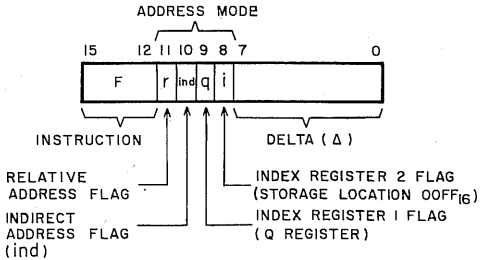 ADDRESS MODE
15 12 11 10 9 8 7 0
F r ind q i
INSTRUCTION DELTA (Δ)
RELATIVE
ADDRESS FLAG
INDEX REGISTER 2 FLAG
(STORAGE LOCATION 00FF16)
INDIRECT
ADDRESS FLAG
(ind)
INDEX REGISTER 1 FLAG
(Q REGISTER)